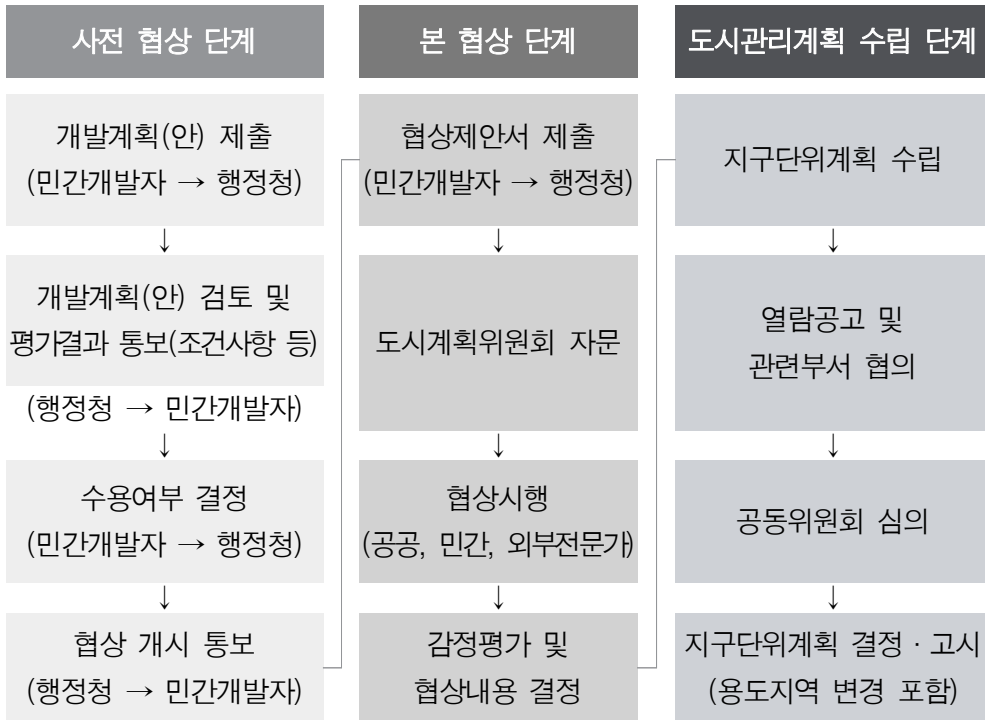 사전 협상 단계
개발계획(안) 제출
(민간개발자 → 행정청)
↓
개발계획(안) 검토 및
평가결과 통보(조건사항 등)
(행정청 → 민간개발자)
↓
수용여부 결정
(민간개발자 → 행정청)
↓
협상 개시 통보
(행정청 → 민간개발자)
본 협상 단계
협상제안서 제출
(민간개발자 → 행정청)
↓
도시계획위원회 자문
↓
협상시행
(공공, 민간, 외부전문가)
↓
감정평가 및
협상내용 결정
도시관리계획 수립 단계
지구단위계획 수립
↓
열람공고 및
관련부서 협의
↓
공동위원회 심의
↓
지구단위계획 결정 · 고시
(용도지역 변경 포함)